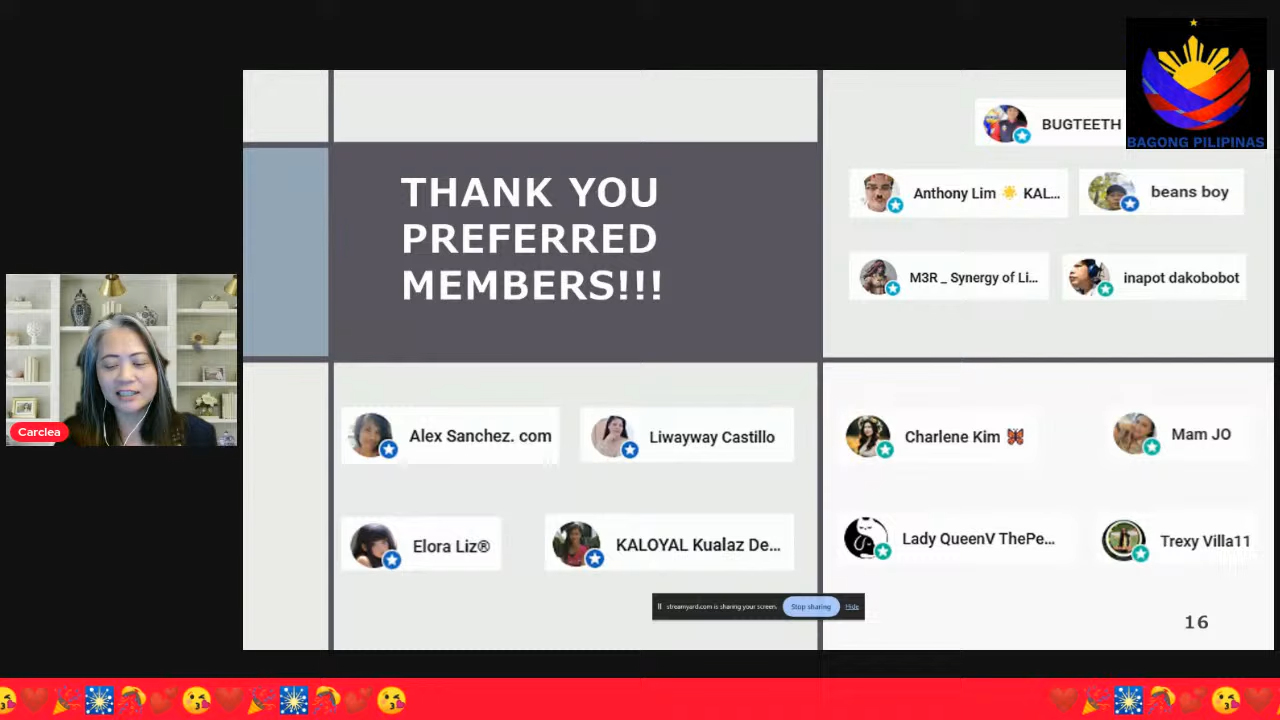 BAGONG PILIPINAS
THANK YOU
PREFERRED
MEMBERS!!!
BUGTEETH
Anthony Lim ☀️ KAL...
beans boy
M3R _ Synergy of Li...
inapot dakobobot
Carclea
Alex Sanchez. com
Liwayway Castillo
Charlene Kim 🦋
Mam JO
Elora Liz®
KALOYAL Kualaz De...
Lady QueenV ThePe...
Trexy Villa11
streamyard.com is sharing your screen.
Stop sharing
Hide
16